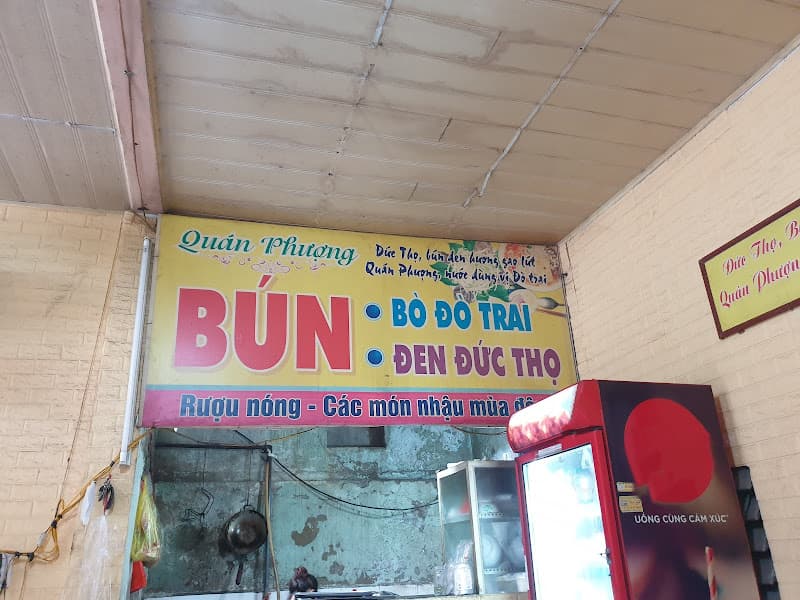 Quán Phượng
Đức Thọ, bún đen hương gạo lứt
Quán Phượng, nước dùng vị Đò trai
BÚN
• BÒ ĐÒ TRAI
• ĐEN ĐỨC THỌ
Rượu nóng - Các món nhậu mùa
Đức Thọ,
Quán Phượn
UỐNG CÙNG CẢM XÚC